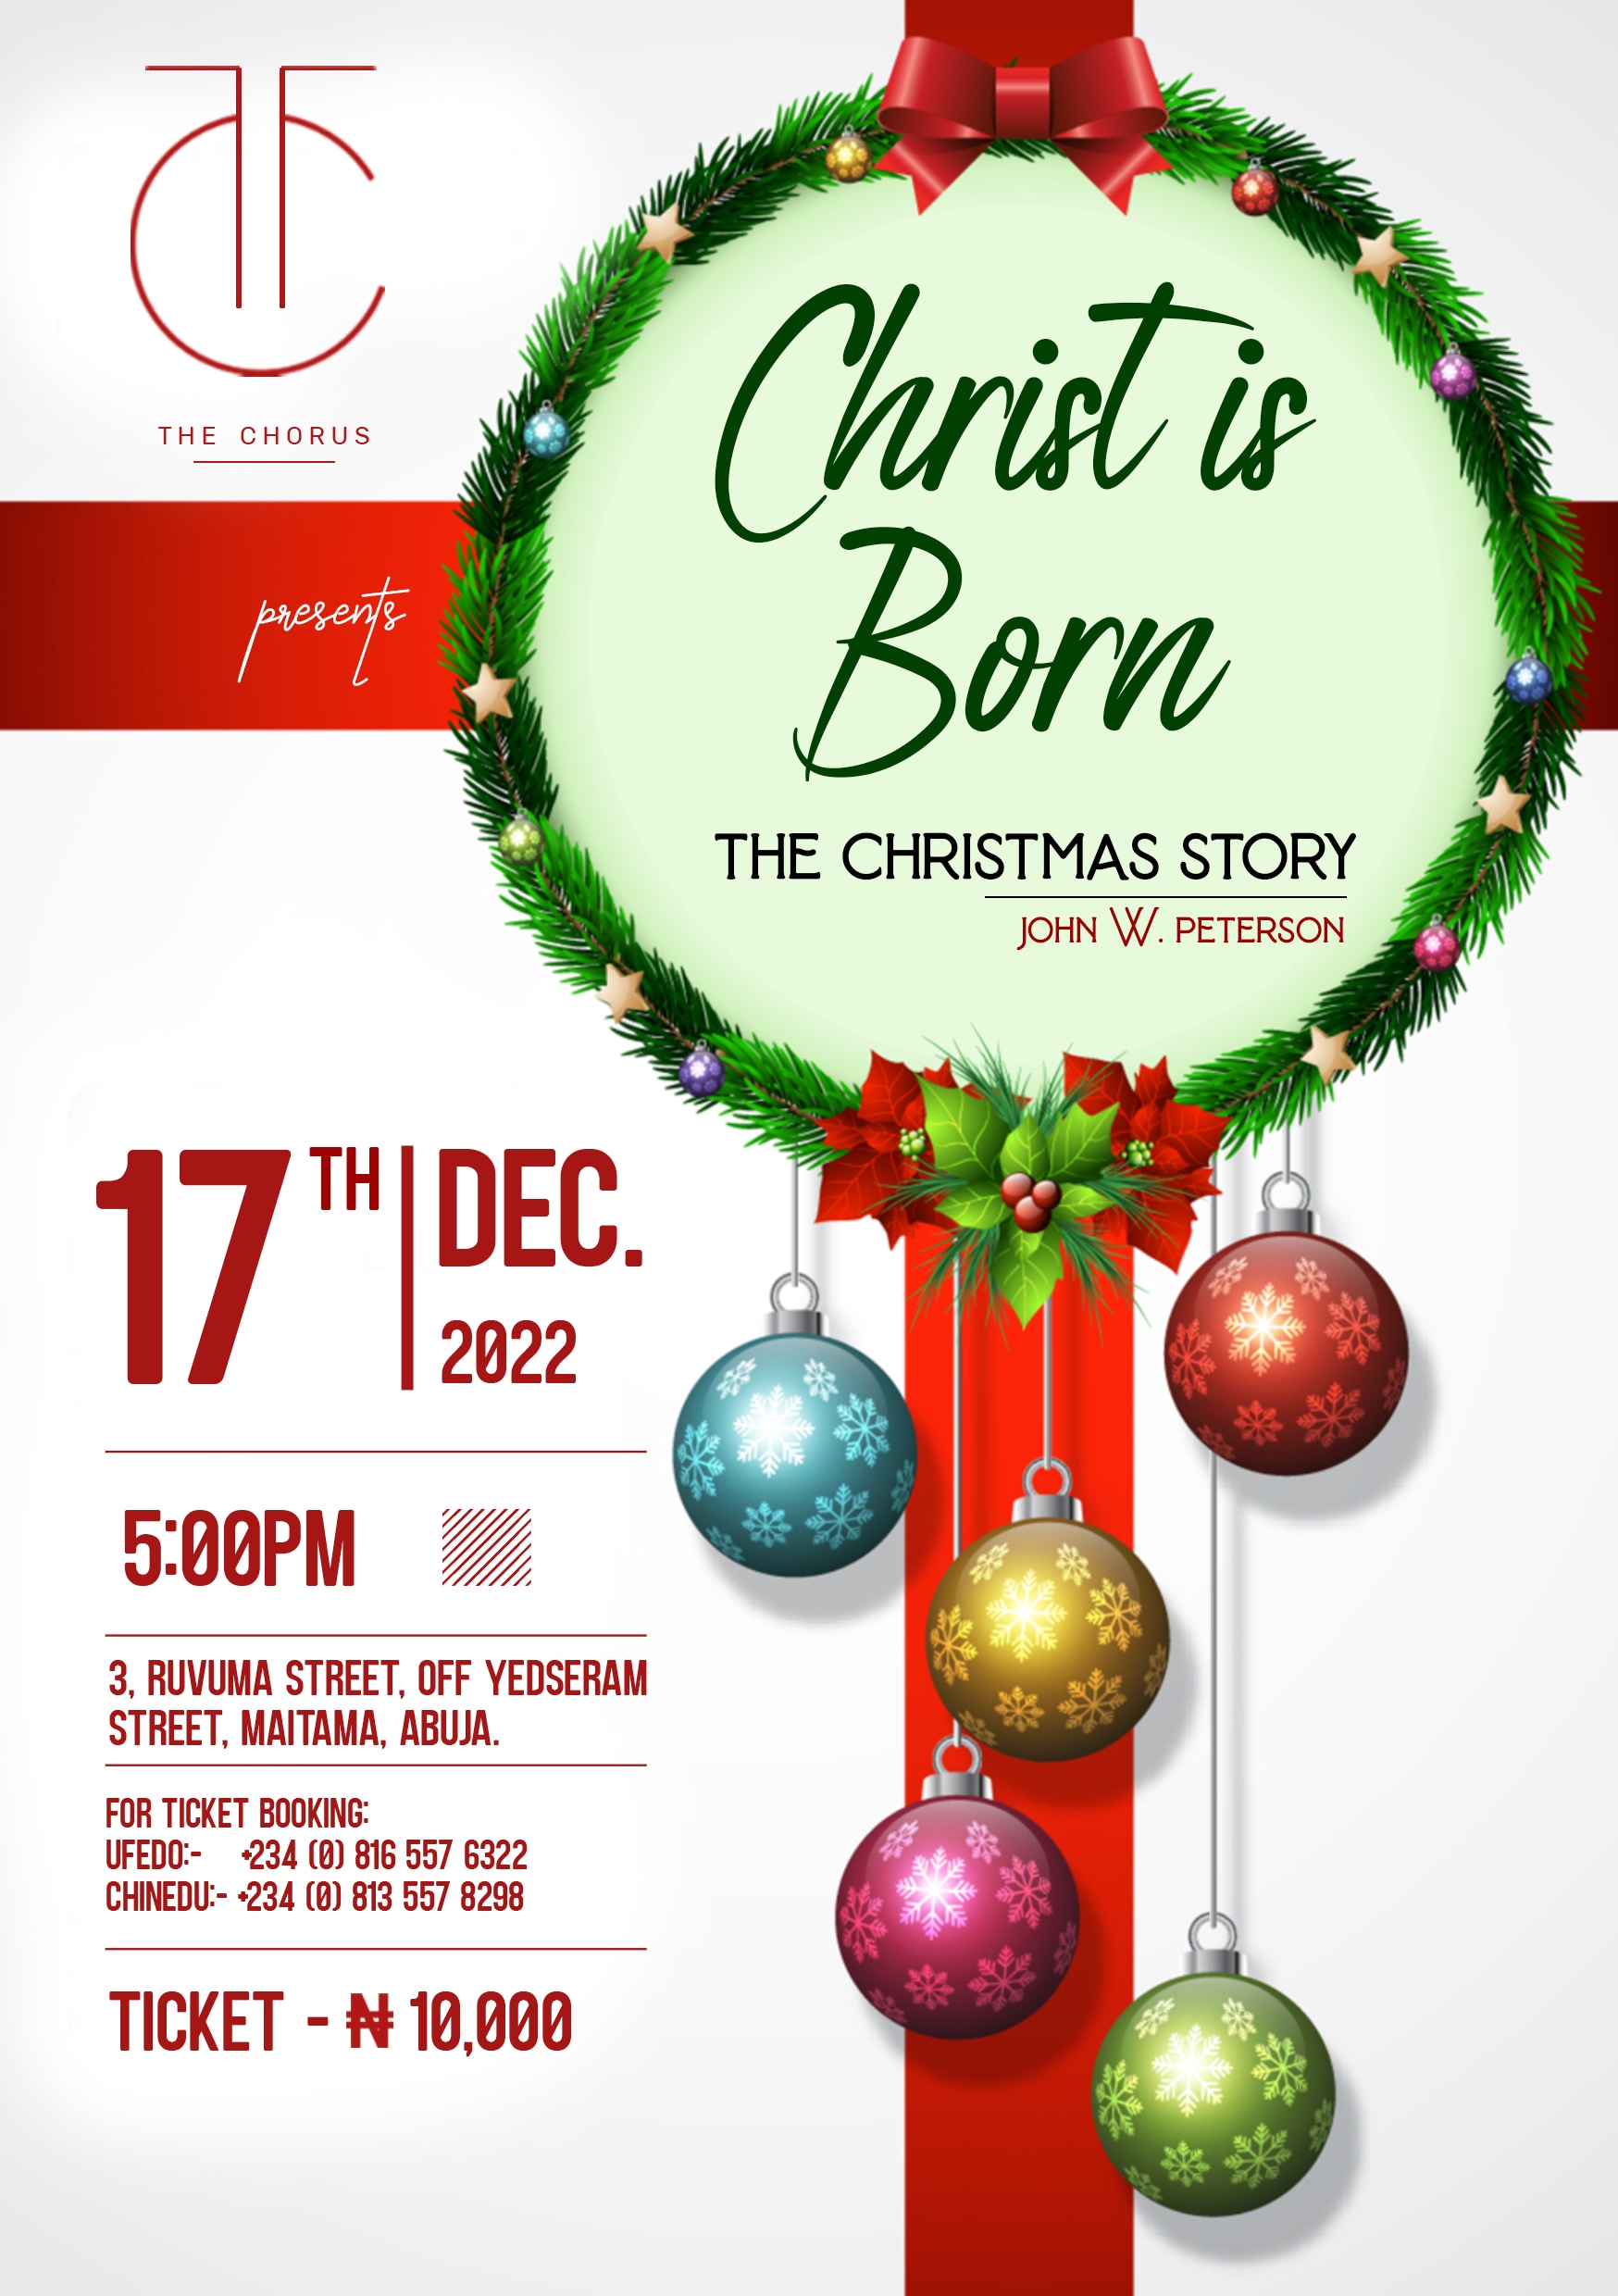 THE CHORUS
presents
Christ is
Born
THE CHRISTMAS STORY
JOHN W. PETERSON
17TH DEC.
2022
5:00PM
3, RUVUMA STREET, OFF YEDSERAM
STREET, MAITAMA, ABUJA.
FOR TICKET BOOKING:
UFEDO:- +234 (0) 816 557 6322
CHINEDU:- +234 (0) 813 557 8298
TICKET - ₦ 10,000